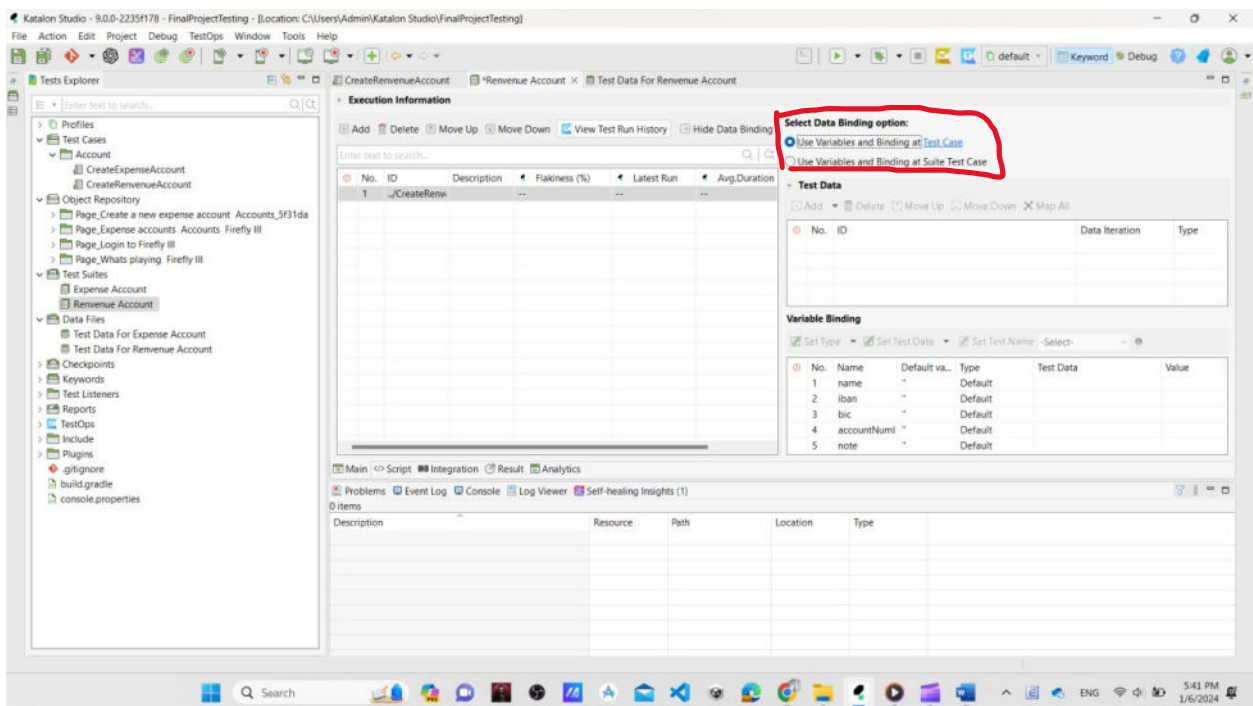 Katalon Studio - 9.0.0-2235f178 - FinalProjectTesting - [Location: C:\Users\Admin\Katalon Studio\FinalProjectTesting]
File Action Edit Project Debug TestOps Window Tools Help
default Keyword Debug
Tests Explorer
Enter text to search...
Profiles
Test Cases
Account
CreateExpenseAccount
CreateRenvenueAccount
Object Repository
Page_Create a new expense account Accounts_5f31da
Page_Expense accounts Accounts Firefly III
Page_Login to Firefly III
Page_Whats playing Firefly III
Test Suites
Expense Account
Renvenue Account
Data Files
Test Data For Expense Account
Test Data For Renvenue Account
Checkpoints
Keywords
Test Listeners
Reports
TestOps
Include
Plugins
.gitignore
build.gradle
console.properties
CreateRenvenueAccount *Renvenue Account Test Data For Renvenue Account
Execution Information
Add Delete Move Up Move Down View Test Run History Hide Data Binding
Enter text to search...
No. ID Description Flakiness (%) Latest Run Avg.Duration
1 ../CreateRenv -- -- --
Select Data Binding option:
Use Variables and Binding at Test Case
Use Variables and Binding at Suite Test Case
Test Data
Add Delete Move Up Move Down Map All
No. ID Data Iteration Type
Variable Binding
Set Type Set Test Data Set Test Name -Select-
No. Name Default va... Type Test Data Value
1 name '' Default
2 iban '' Default
3 bic '' Default
4 accountNuml '' Default
5 note '' Default
Main Script Integration Result Analytics
Problems Event Log Console Log Viewer Self-healing Insights (1)
0 items
Description Resource Path Location Type
Search
ENG
5:41 PM
1/6/2024